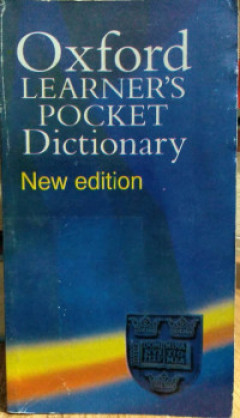 Oxford
LEARNER'S
POCKET
Dictionary
New edition